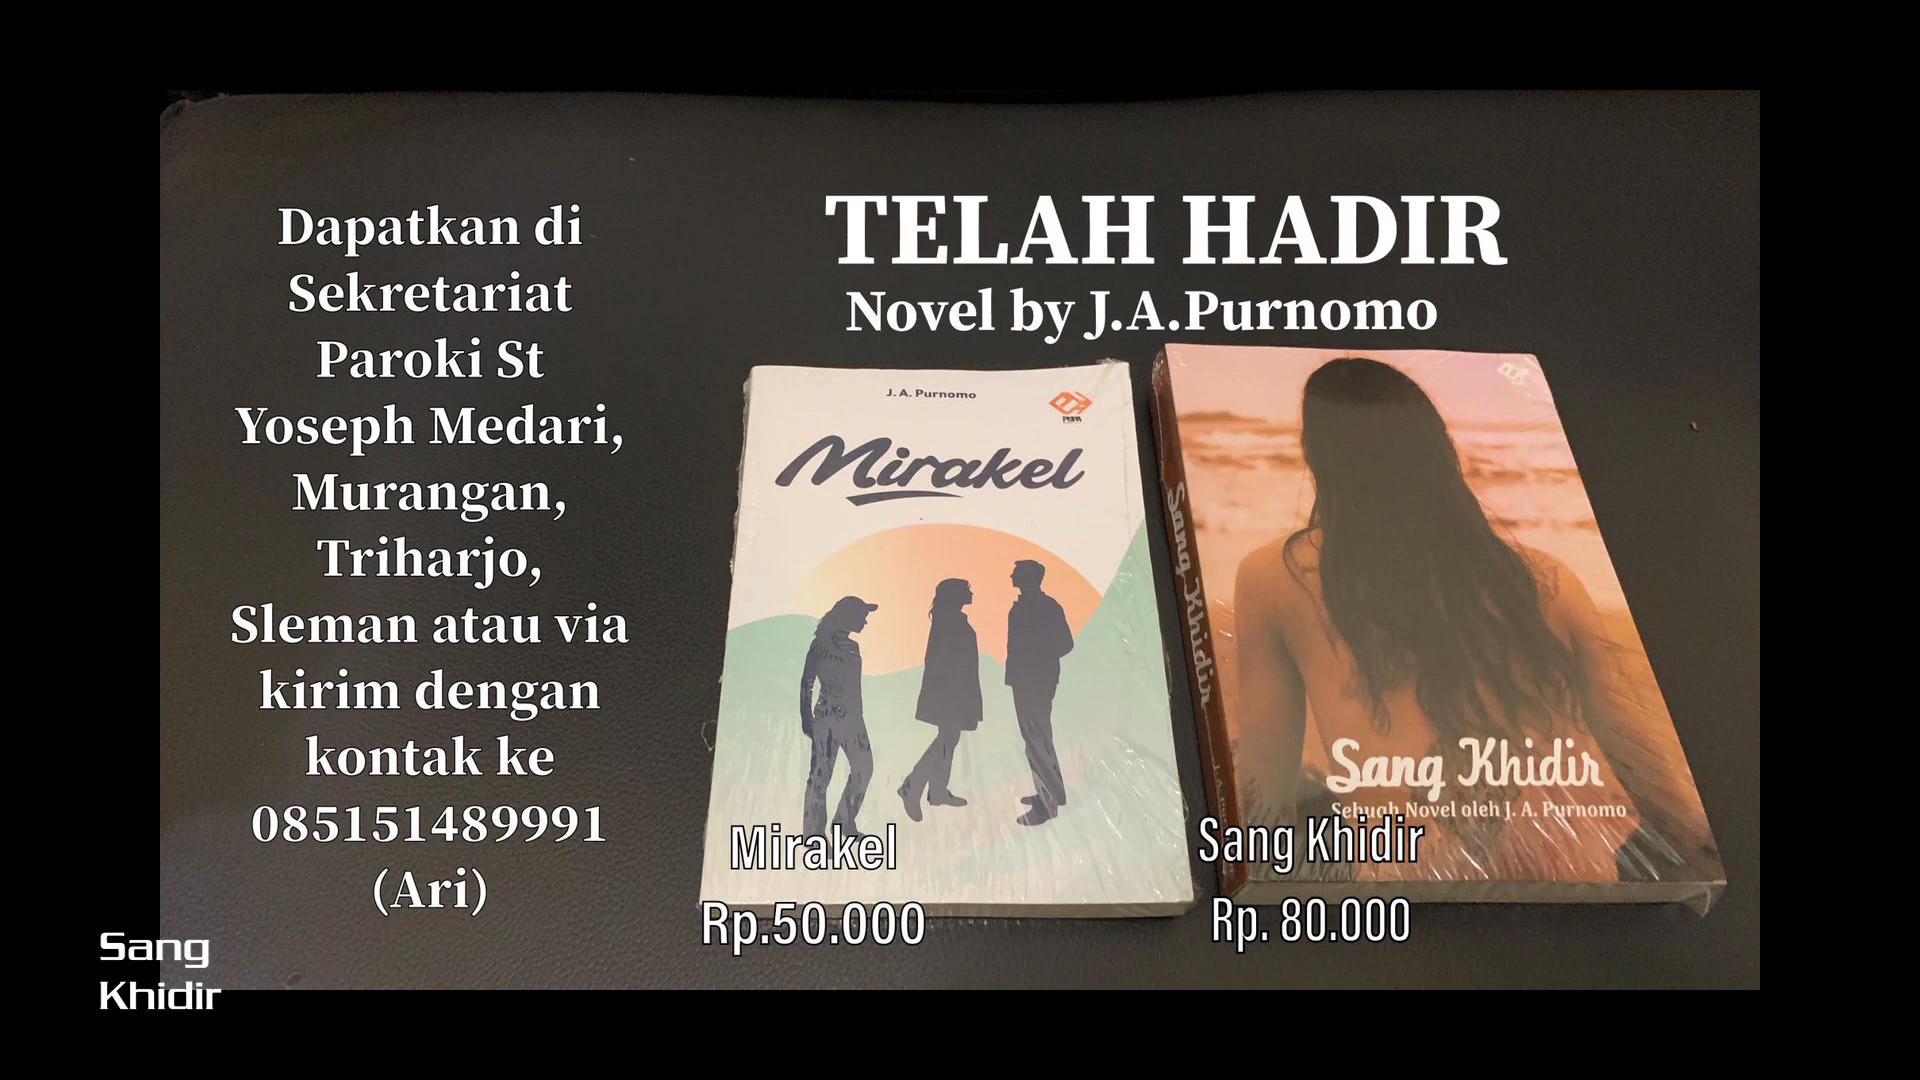 Dapatkan di
Sekretariat
Paroki St
Yoseph Medari,
Murangan,
Triharjo,
Sleman atau via
kirim dengan
kontak ke
085151489991
(Ari)
TELAH HADIR
Novel by J.A.Purnomo
J. A. Purnomo
PUPA
Mirakel
Mirakel
Rp.50.000
Sang Khidir
Sang Khidir
Sebuah Novel oleh J. A. Purnomo
Sang Khidir
Rp. 80.000
Sang
Khidir